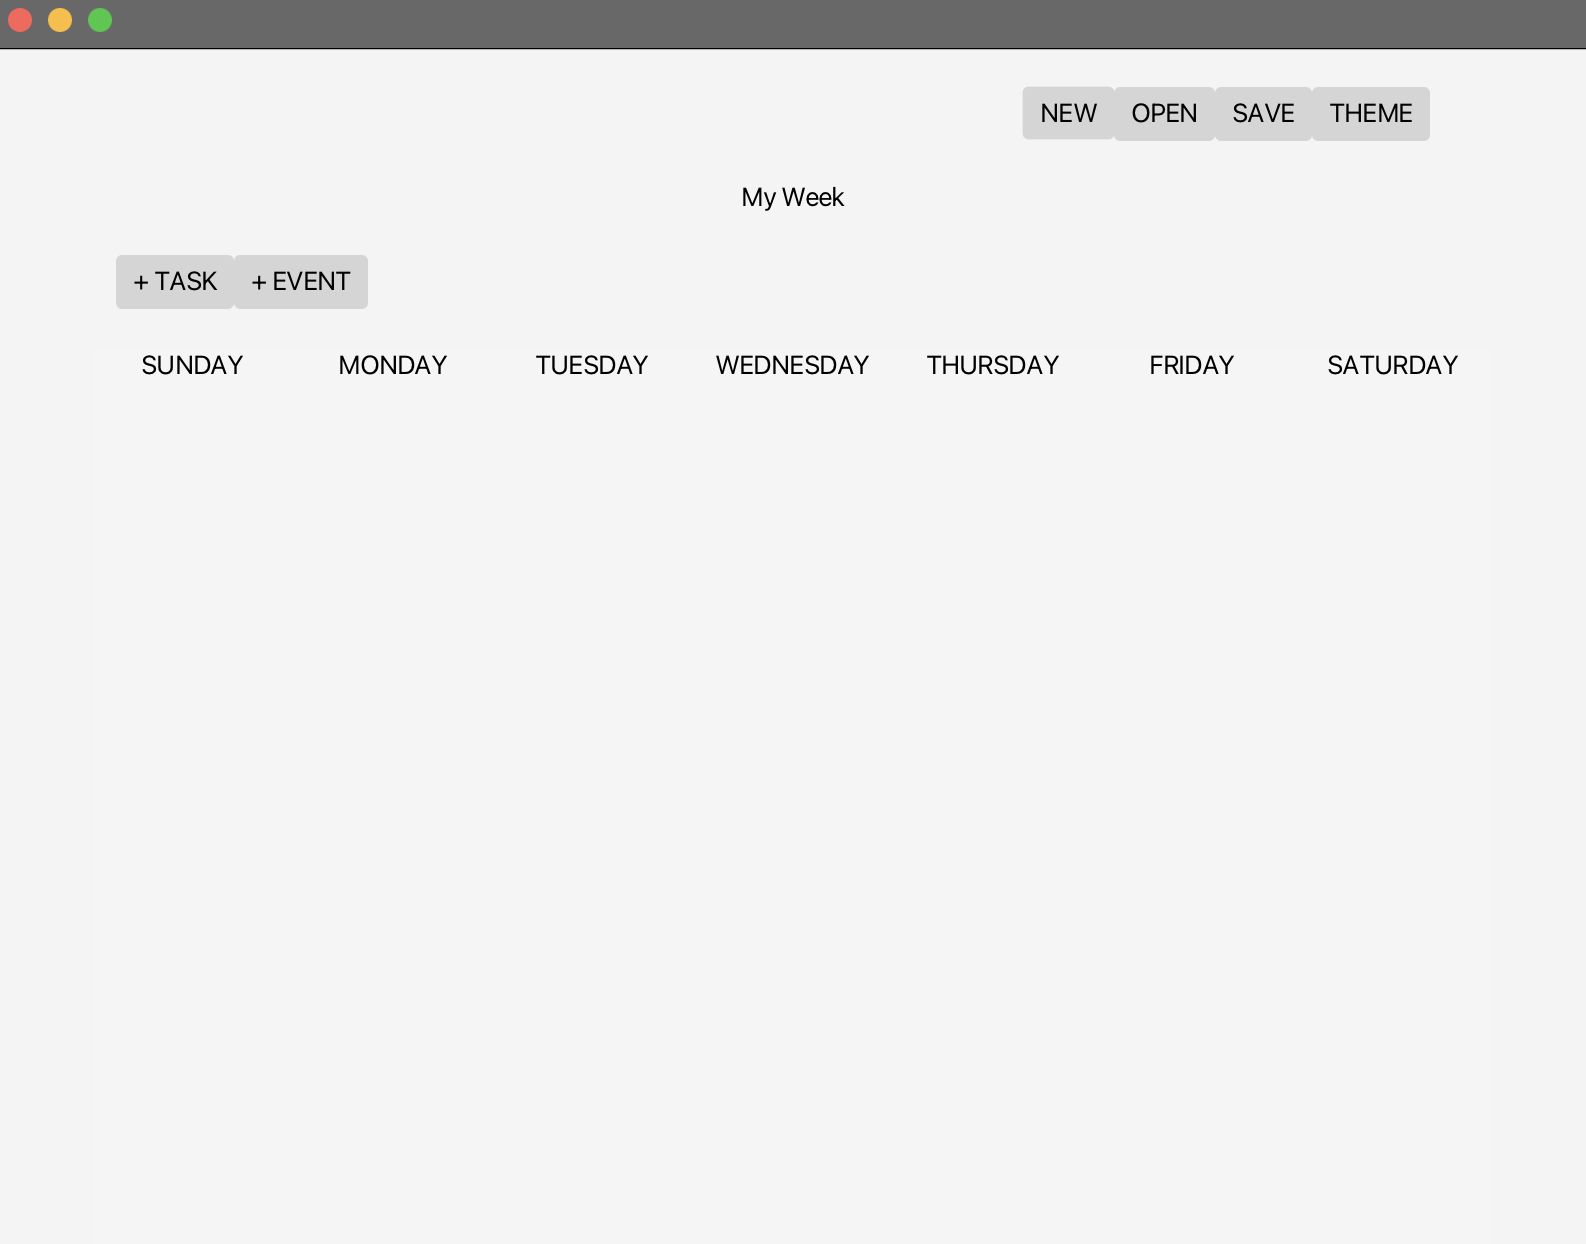 NEW OPEN SAVE THEME
My Week
+ TASK + EVENT
SUNDAY MONDAY TUESDAY WEDNESDAY THURSDAY FRIDAY SATURDAY